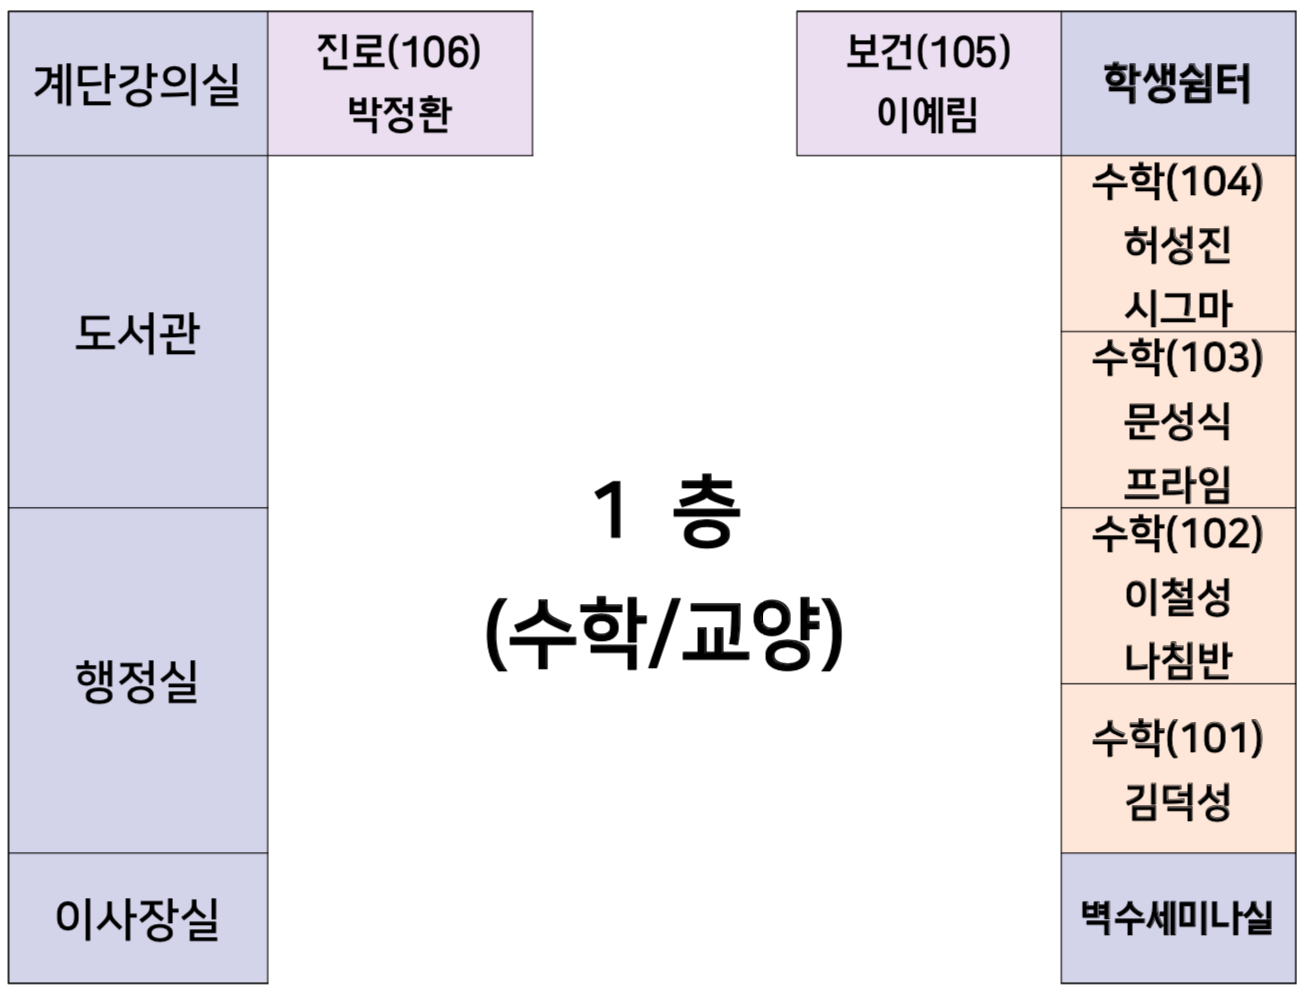 계단강의실
진로(106)
박정환
보건(105)
이예림
학생쉼터
도서관
수학(104)
허성진
시그마
수학(103)
문성식
프라임
1 층
(수학/교양)
행정실
수학(102)
이철성
나침반
수학(101)
김덕성
이사장실
벽수세미나실